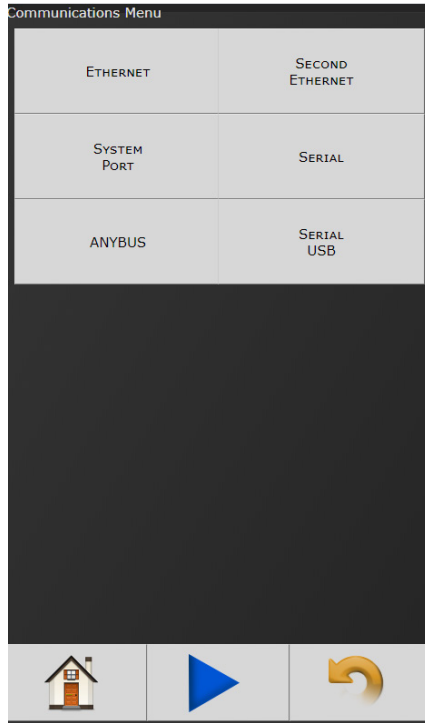 Communications Menu
Ethernet
Second
Ethernet
System
Port
Serial
ANYBUS
Serial
USB